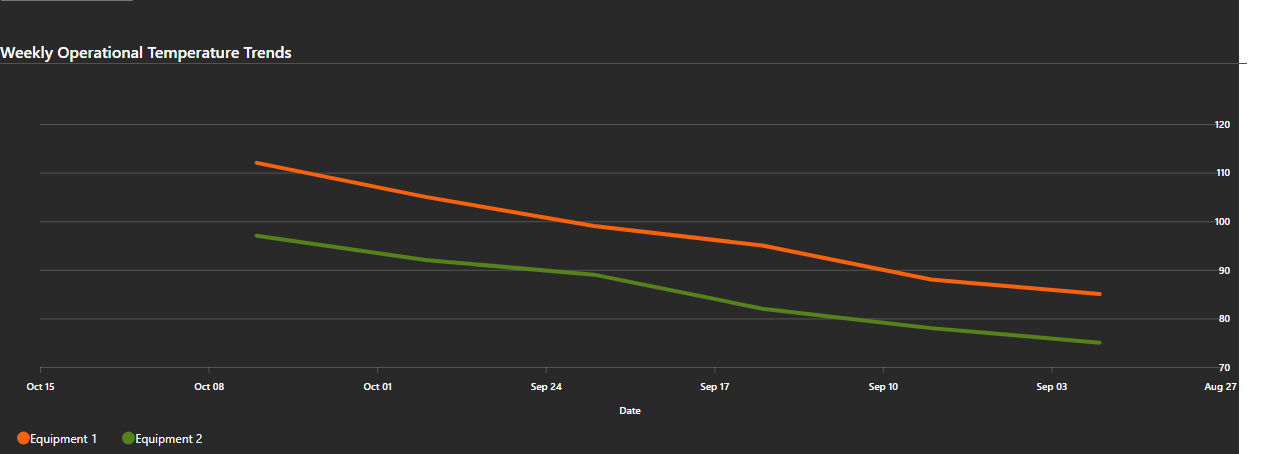 Weekly Operational Temperature Trends
120
110
100
90
80
70
Oct 15 Oct 08 Oct 01 Sep 24 Sep 17 Sep 10 Sep 03 Aug 27
Date
Equipment 1 Equipment 2